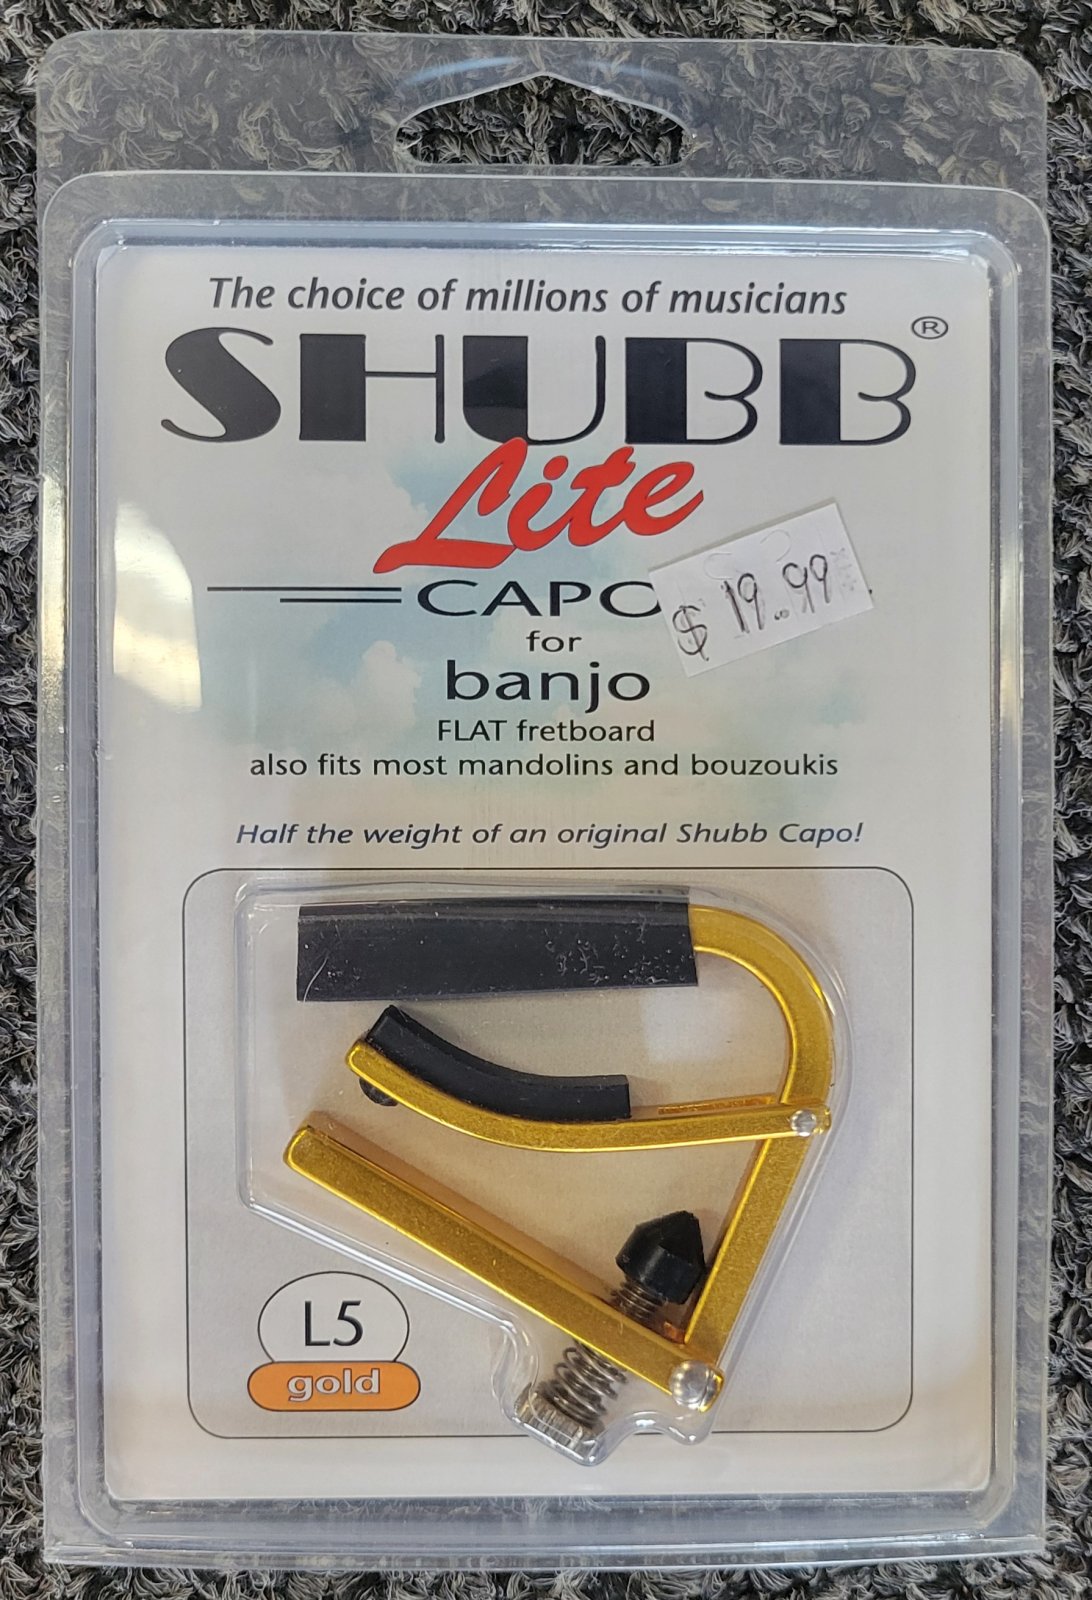 The choice of millions of musicians
SHUBB®
Lite
CAPO
$ 19.99
for
banjo
FLAT fretboard
also fits most mandolins and bouzoukis
Half the weight of an original Shubb Capo!
L5
gold